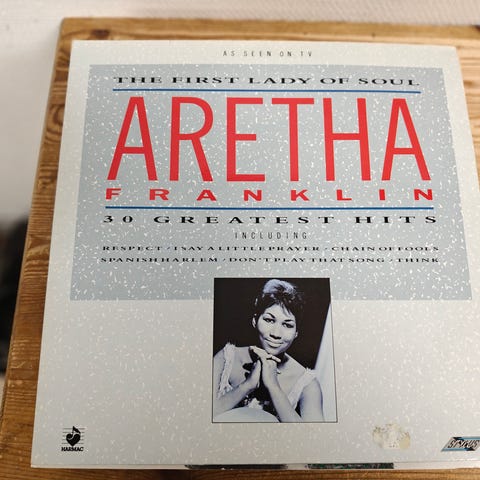 AS SEEN ON TV
THE FIRST LADY OF SOUL
ARETHA
FRANKLIN
30 GREATEST HITS
INCLUDING
RESPECT / I SAY A LITTLE PRAYER / CHAIN OF FOOLS
SPANISH HARLEM / DON'T PLAY THAT SONG / THINK
HARMAC